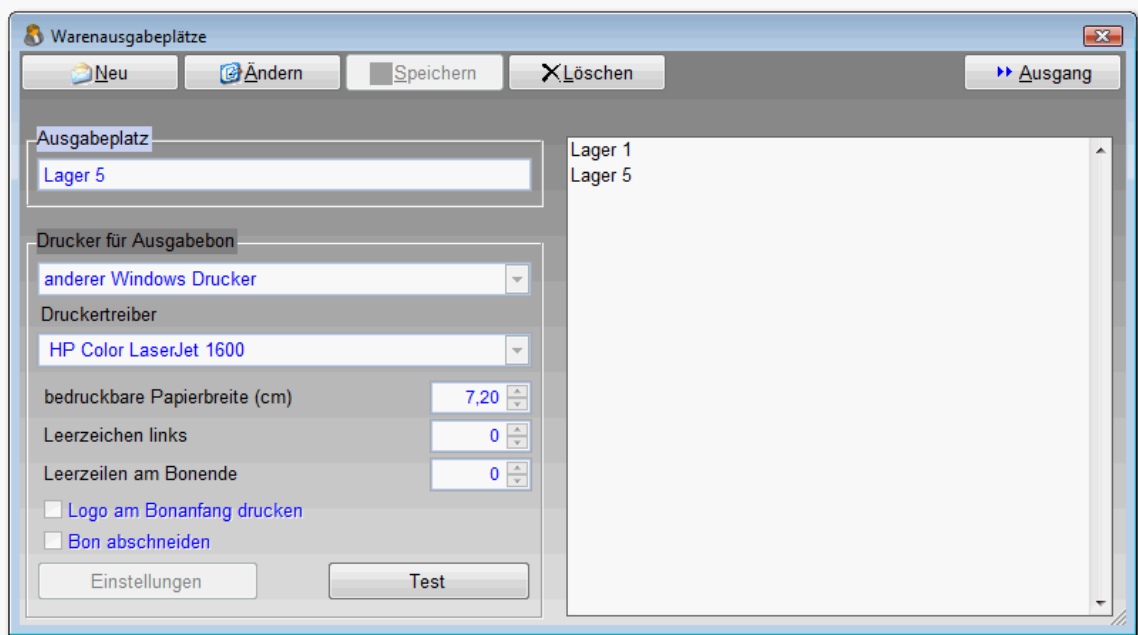 Warenausgabeplätze
Neu
Ändern
Speichern
Löschen
Ausgang
Ausgabeplatz
Lager 5
Drucker für Ausgabebon
anderer Windows Drucker
Druckertreiber
HP Color LaserJet 1600
bedruckbare Papierbreite (cm) 7,20
Leerzeichen links 0
Leerzeilen am Bonende 0
Logo am Bonanfang drucken
Bon abschneiden
Einstellungen
Test
Lager 1
Lager 5